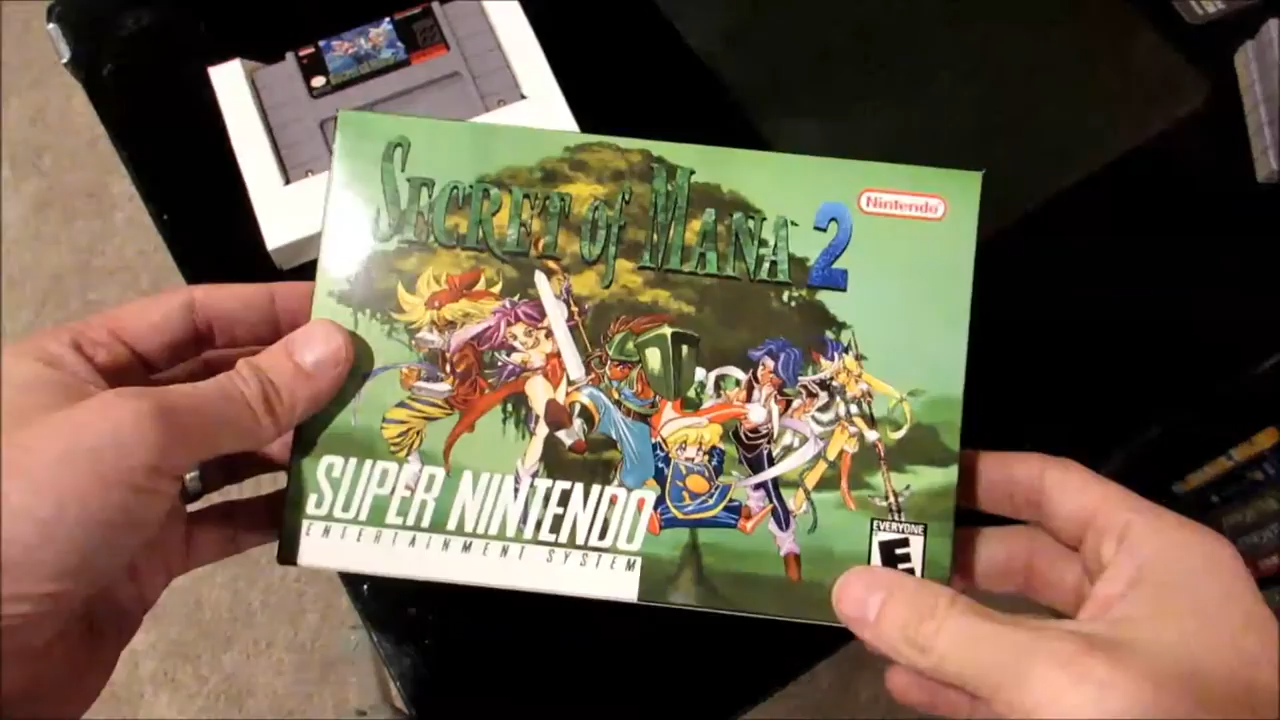 SECRET of MANA 2
Nintendo
SUPER NINTENDO
ENTERTAINMENT SYSTEM
EVERYONE
E